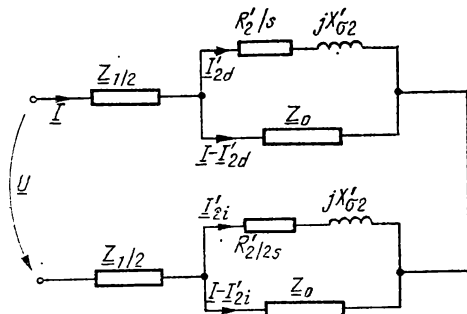 R'₂/s
jX'σ2
Z₁/₂
I'₂d
I
Z₀
I-I'₂d
U
jX'σ2
I'₂i
Z₁/₂
R'₂/2s
I-I'₂i
Z₀